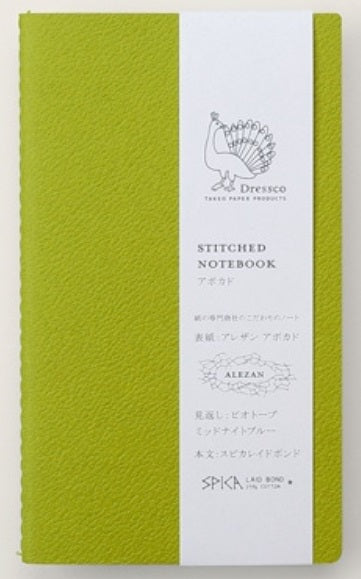 Dressco
TAKEO PAPER PRODUCTS
STITCHED
NOTEBOOK
アボカド
紙の専門商社のこだわりのノート
表紙:アレザン アボカド
ALEZAN
見返し:ビオトープ
ミッドナイトブルー
本文:スピカレイドボンド
SPICA LAID BOND
COTTON